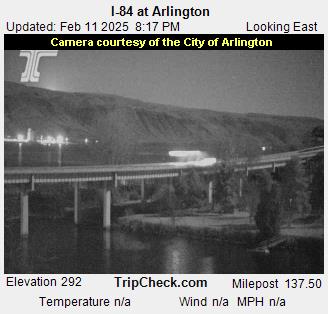 I-84 at Arlington
Updated: Feb 11 2025 8:17 PM Looking East
Camera courtesy of the City of Arlington
Elevation 292 TripCheck.com Milepost 137.50
Temperature n/a Wind n/a MPH n/a